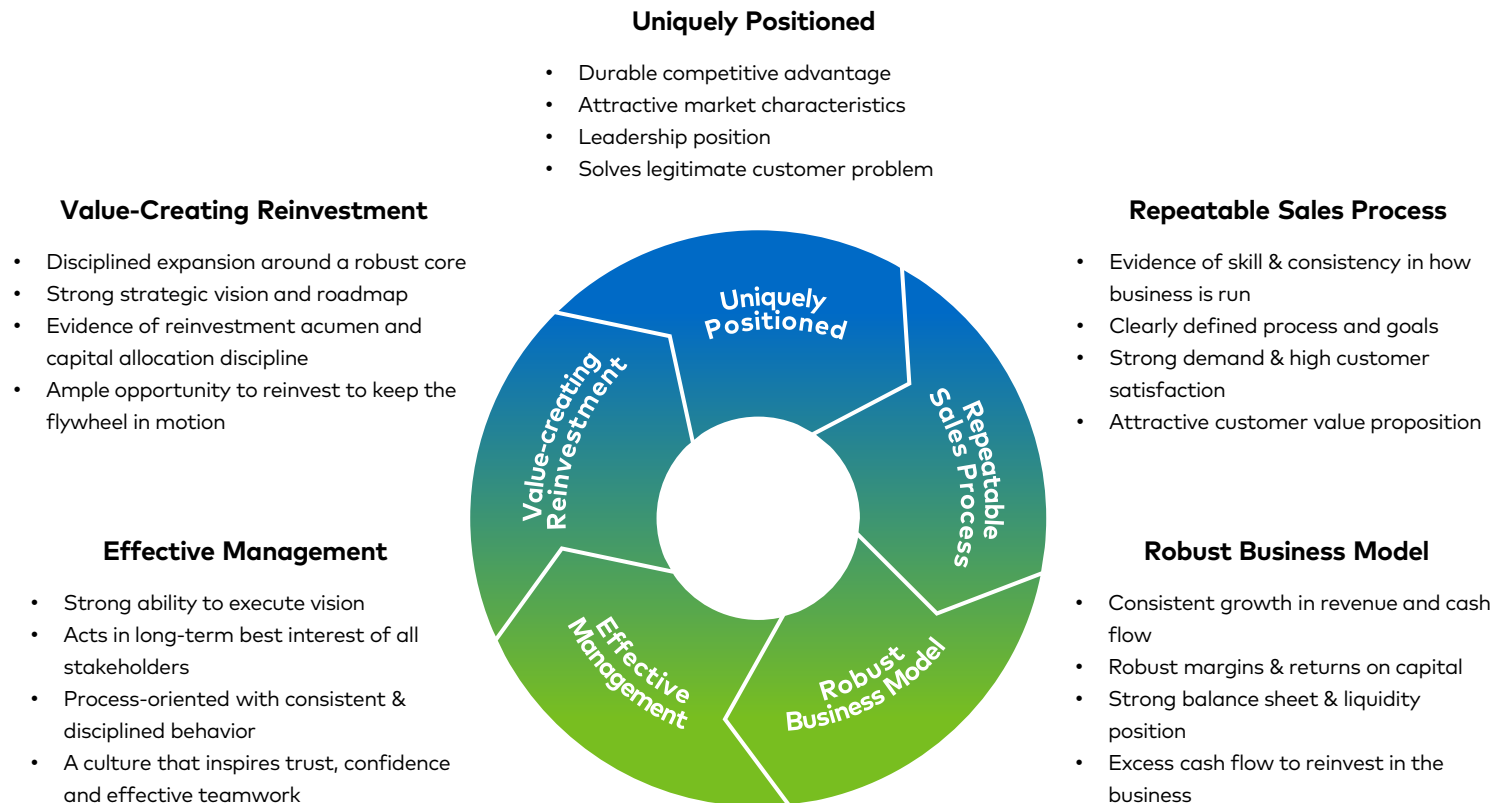 Uniquely Positioned
• Durable competitive advantage
• Attractive market characteristics
• Leadership position
• Solves legitimate customer problem
Value-Creating Reinvestment
• Disciplined expansion around a robust core
• Strong strategic vision and roadmap
• Evidence of reinvestment acumen and
capital allocation discipline
• Ample opportunity to reinvest to keep the
flywheel in motion
Repeatable Sales Process
• Evidence of skill & consistency in how
business is run
• Clearly defined process and goals
• Strong demand & high customer
satisfaction
• Attractive customer value proposition
Uniquely
Positioned
Repeatable
Sales Process
Robust
Business Model
Effective
Management
Value-creating
Reinvestment
Effective Management
• Strong ability to execute vision
• Acts in long-term best interest of all
stakeholders
• Process-oriented with consistent &
disciplined behavior
• A culture that inspires trust, confidence
and effective teamwork
Robust Business Model
• Consistent growth in revenue and cash
flow
• Robust margins & returns on capital
• Strong balance sheet & liquidity
position
• Excess cash flow to reinvest in the
business